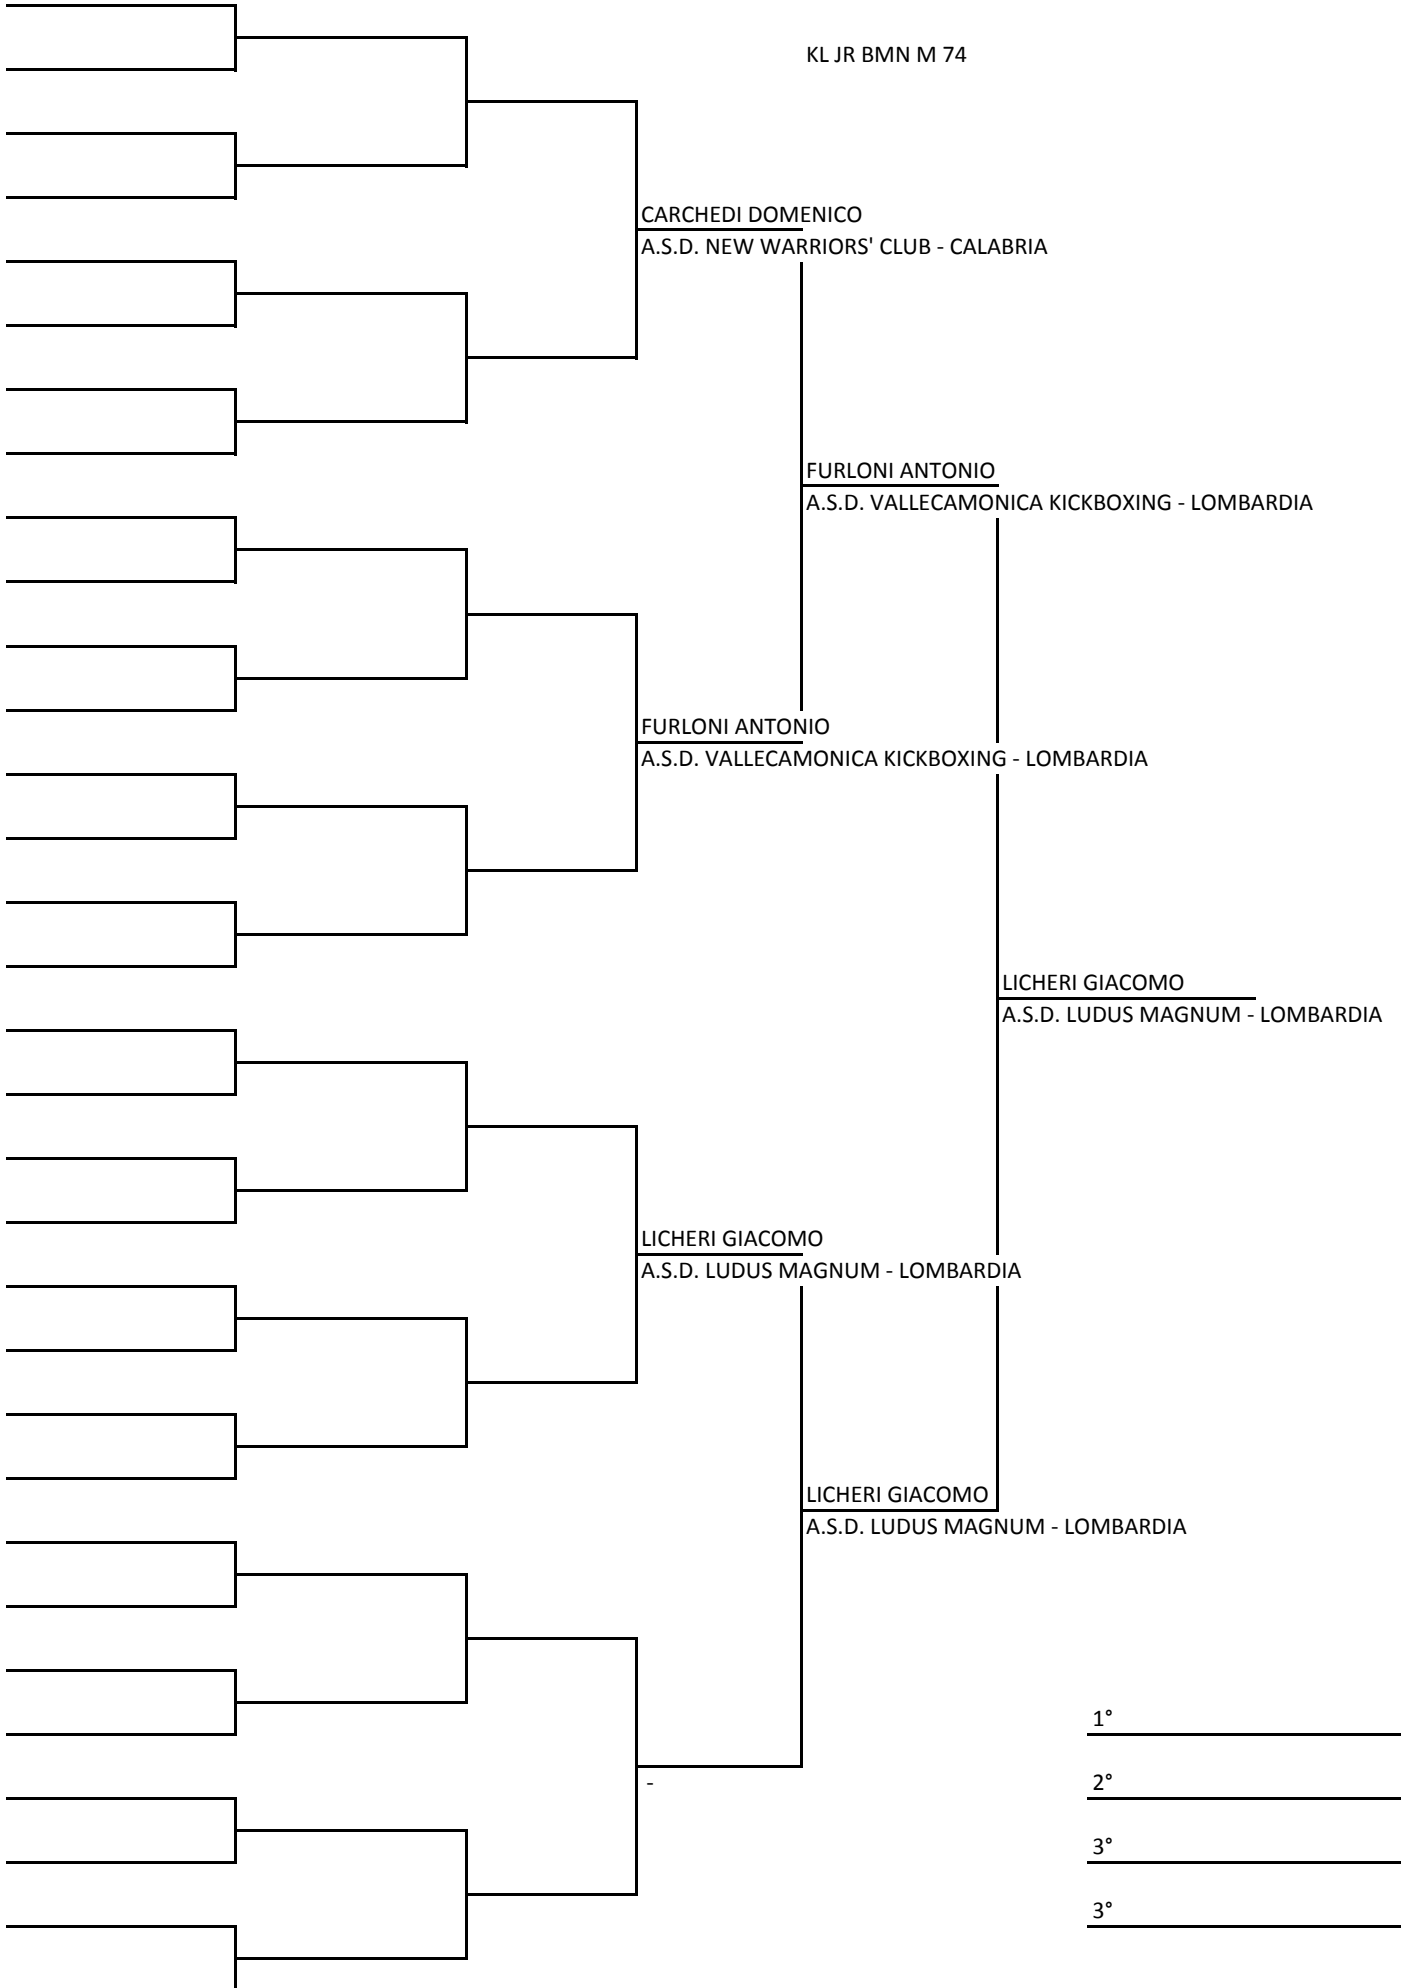 KL JR BMN M 74
CARCHEDI DOMENICO
A.S.D. NEW WARRIORS' CLUB - CALABRIA
FURLONI ANTONIO
A.S.D. VALLECAMONICA KICKBOXING - LOMBARDIA
FURLONI ANTONIO
A.S.D. VALLECAMONICA KICKBOXING - LOMBARDIA
LICHERI GIACOMO
A.S.D. LUDUS MAGNUM - LOMBARDIA
LICHERI GIACOMO
A.S.D. LUDUS MAGNUM - LOMBARDIA
LICHERI GIACOMO
A.S.D. LUDUS MAGNUM - LOMBARDIA
1°
-
2°
3°
3°